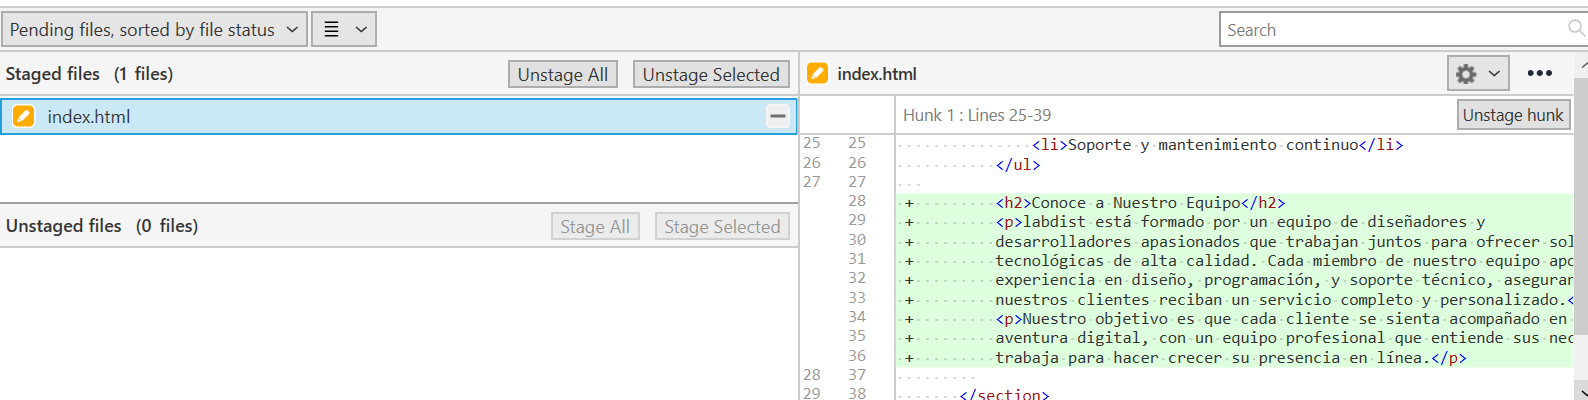 Pending files, sorted by file status
Search
Staged files (1 files)
Unstage All
Unstage Selected
index.html
Unstaged files (0 files)
Stage All
Stage Selected
index.html
Hunk 1 : Lines 25-39
Unstage hunk
25 25 <li>Soporte y mantenimiento continuo</li>
26 26 </ul>
27 27
28 + <h2>Conoce a Nuestro Equipo</h2>
29 + <p>labdist está formado por un equipo de diseñadores y
30 + desarrolladores apasionados que trabajan juntos para ofrecer sol
31 + tecnológicas de alta calidad. Cada miembro de nuestro equipo apo
32 + experiencia en diseño, programación, y soporte técnico, asegurar
33 + nuestros clientes reciban un servicio completo y personalizado.<
34 + <p>Nuestro objetivo es que cada cliente se sienta acompañado en
35 + aventura digital, con un equipo profesional que entiende sus nec
36 + trabaja para hacer crecer su presencia en línea.</p>
28 37
29 38 </section>